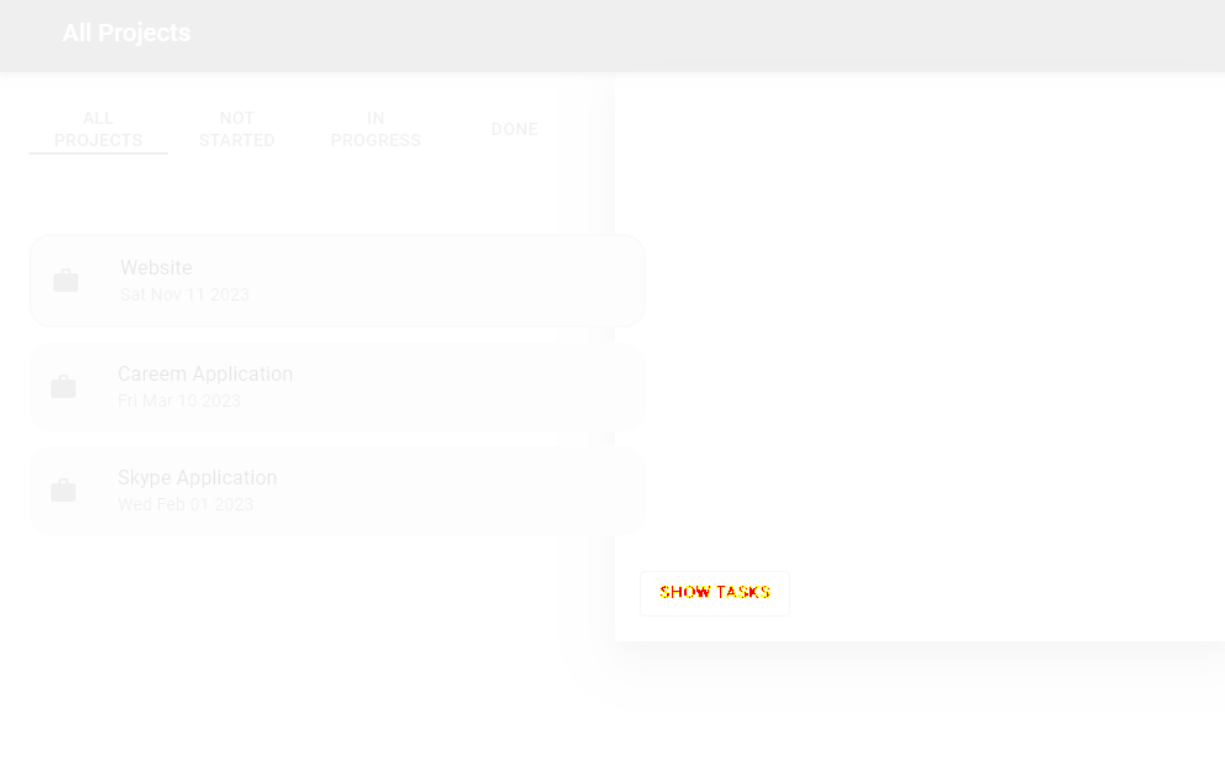 All Projects
ALL
PROJECTS
NOT
STARTED
IN
PROGRESS
DONE
Website
Sat Nov 11 2023
Careem Application
Fri Mar 10 2023
Skype Application
Wed Feb 01 2023
SHOW TASKS